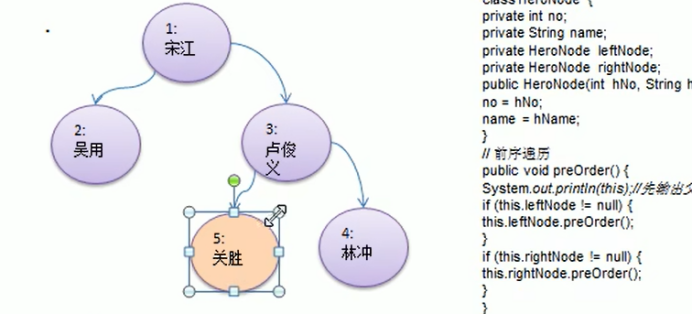 1:
宋江
2:
吴用
3:
卢俊
义
5:
关胜
4:
林冲
class HeroNode {
private int no;
private String name;
private HeroNode leftNode;
private HeroNode rightNode;
public HeroNode(int hNo, String h
no = hNo;
name = hName;
}
// 前序遍历
public void preOrder() {
System.out.println(this);//先输出父
if (this.leftNode != null) {
this.leftNode.preOrder();
}
if (this.rightNode != null) {
this.rightNode.preOrder();
}
}